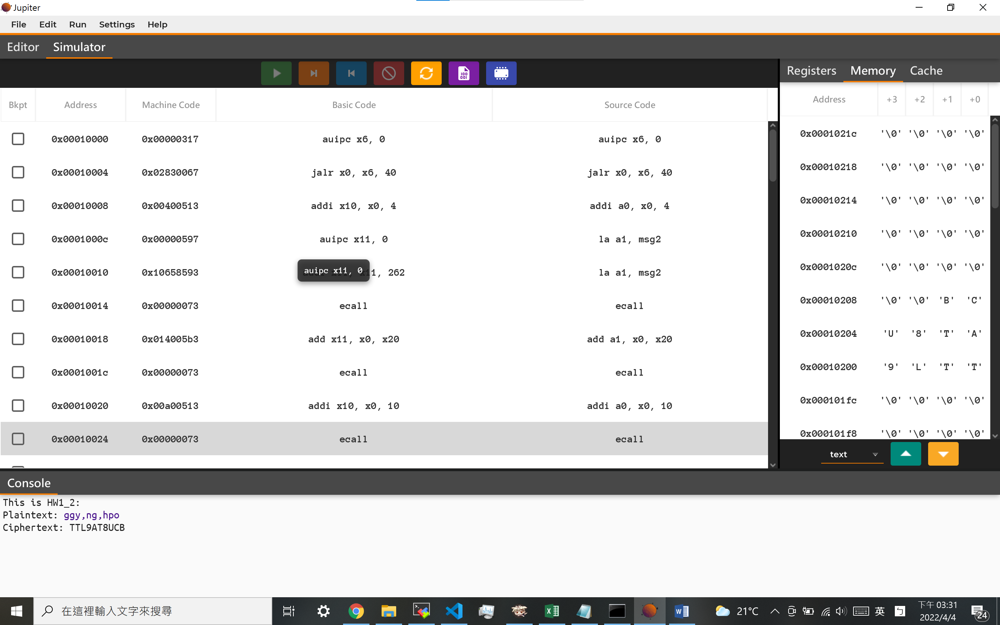 Jupiter
File Edit Run Settings Help
Editor Simulator
Registers Memory Cache
Bkpt Address Machine Code Basic Code Source Code
0x00010000 0x00000317 auipc x6, 0 auipc x6, 0
0x00010004 0x02830067 jalr x0, x6, 40 jalr x0, x6, 40
0x00010008 0x00400513 addi x10, x0, 4 addi a0, x0, 4
0x0001000c 0x00000597 auipc x11, 0 la a1, msg2
auipc x11, 0
0x00010010 0x10658593 11, 262 la a1, msg2
0x00010014 0x00000073 ecall ecall
0x00010018 0x014005b3 add x11, x0, x20 add a1, x0, x20
0x0001001c 0x00000073 ecall ecall
0x00010020 0x00a00513 addi x10, x0, 10 addi a0, x0, 10
0x00010024 0x00000073 ecall ecall
Address +3 +2 +1 +0
0x0001021c '\0' '\0' '\0' '\0'
0x00010218 '\0' '\0' '\0' '\0'
0x00010214 '\0' '\0' '\0' '\0'
0x00010210 '\0' '\0' '\0' '\0'
0x0001020c '\0' '\0' '\0' '\0'
0x00010208 '\0' '\0' 'B' 'C'
0x00010204 'U' '8' 'T' 'A'
0x00010200 '9' 'L' 'T' 'T'
0x000101fc '\0' '\0' '\0' '\0'
0x000101f8 '\0' '\0' '\0' '\0'
text
Console
This is HW1_2:
Plaintext: ggy,ng,hpo
Ciphertext: TTL9AT8UCB
在這裡輸入文字來搜尋
21°C 英 ㄅ 下午 03:31
2022/4/4 24